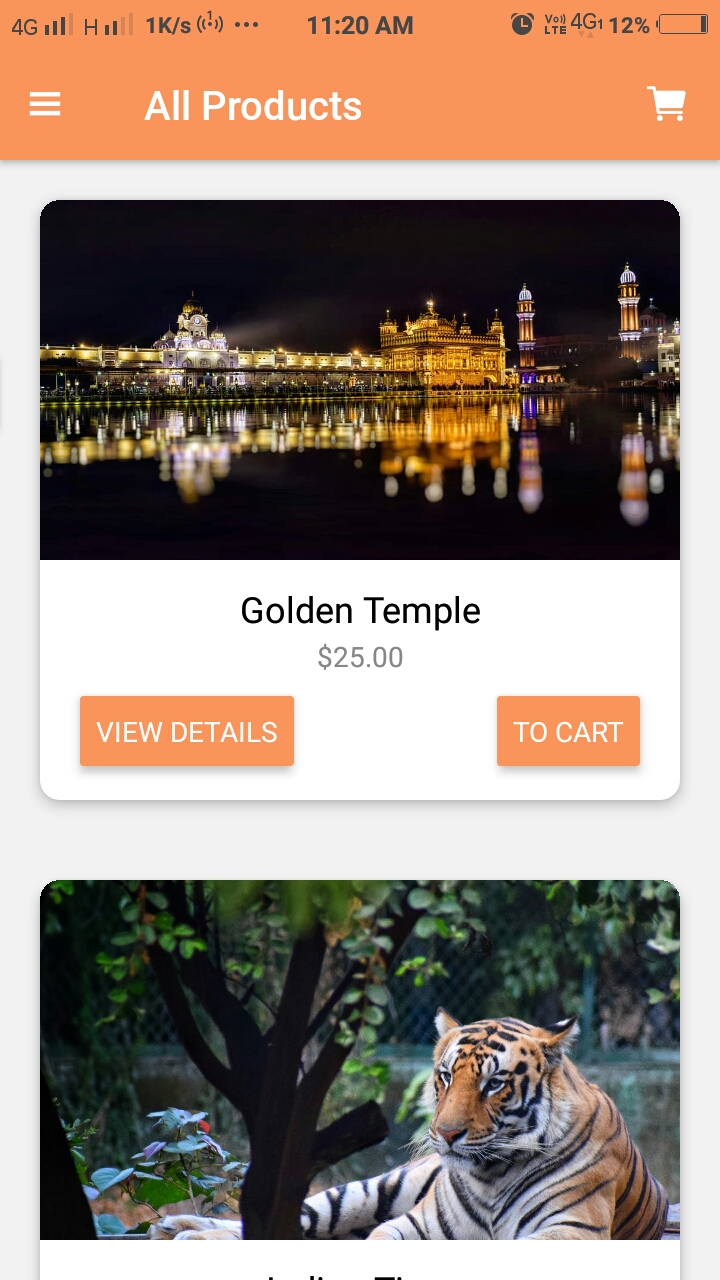 4G H 1K/s 11:20 AM Vo)) LTE 4G1 12%
All Products
Golden Temple
$25.00
VIEW DETAILS TO CART